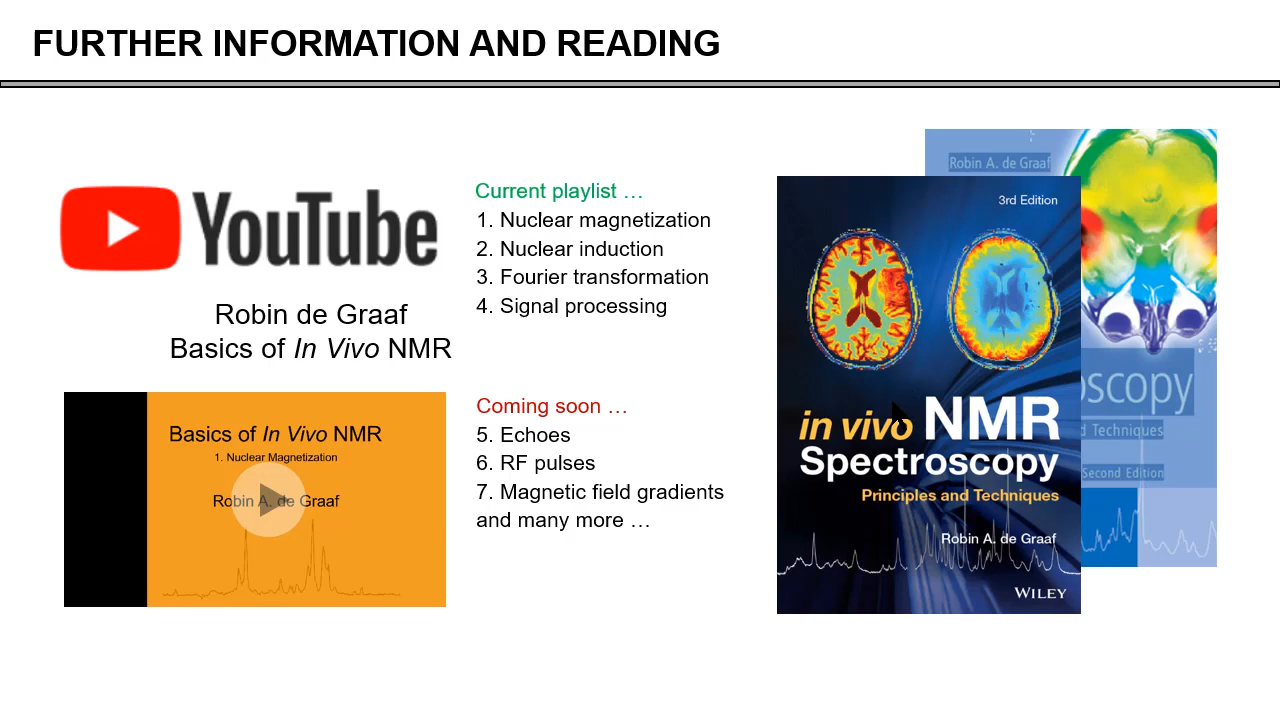 FURTHER INFORMATION AND READING
YouTube
Robin de Graaf
Basics of In Vivo NMR
Basics of In Vivo NMR
1. Nuclear Magnetization
Robin A. de Graaf
Current playlist …
1. Nuclear magnetization
2. Nuclear induction
3. Fourier transformation
4. Signal processing
Coming soon …
5. Echoes
6. RF pulses
7. Magnetic field gradients
and many more …
3rd Edition
in vivo NMR
Spectroscopy
Principles and Techniques
Robin A. de Graaf
WILEY
Robin A. de Graaf
oscopy
d Techniques
Second Edition